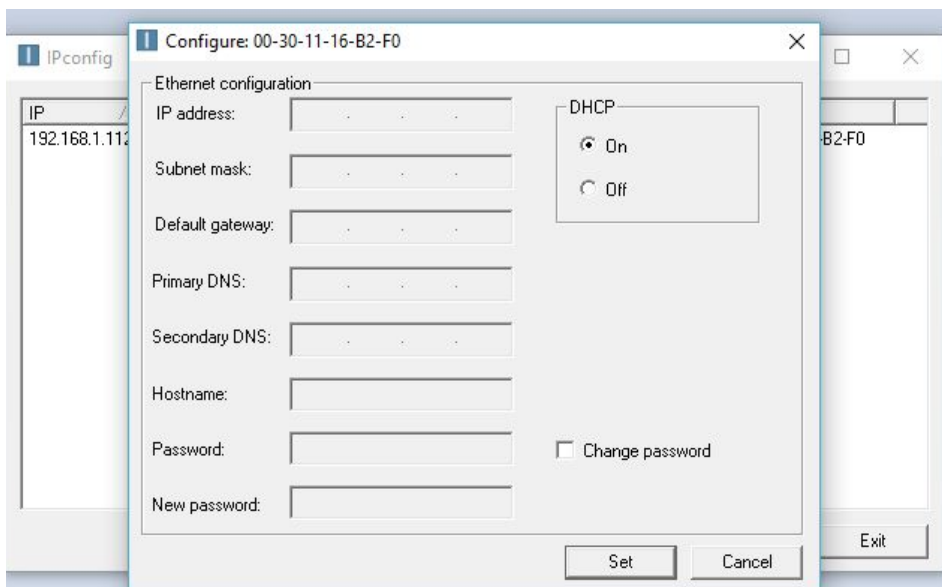 IPconfig
Configure: 00-30-11-16-B2-F0
IP
192.168.1.112
-B2-F0
Ethernet configuration
IP address:
DHCP
On
Subnet mask:
Off
Default gateway:
Primary DNS:
Secondary DNS:
Hostname:
Password:
Change password
New password:
Exit
Set
Cancel